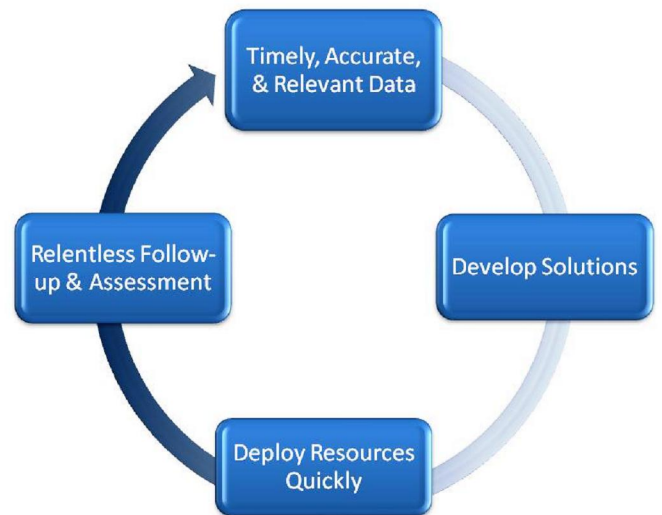 Timely, Accurate,
& Relevant Data
Develop Solutions
Deploy Resources
Quickly
Relentless Follow-
up & Assessment